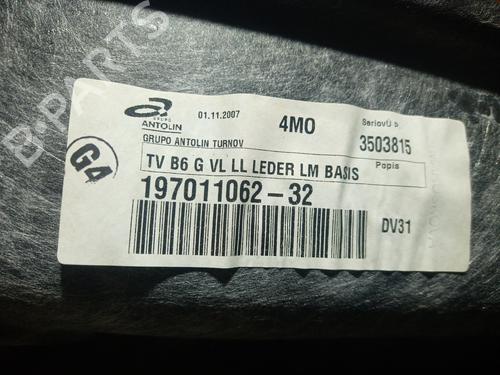 B-PARTS
GRUPO
ANTOLIN
01.11.2007
4MO
3503815
GRUPO ANTOLIN TURNOV
Popis
TV B6 G VL LL LEDER LM BASIS
197011062-32
DV31
G4